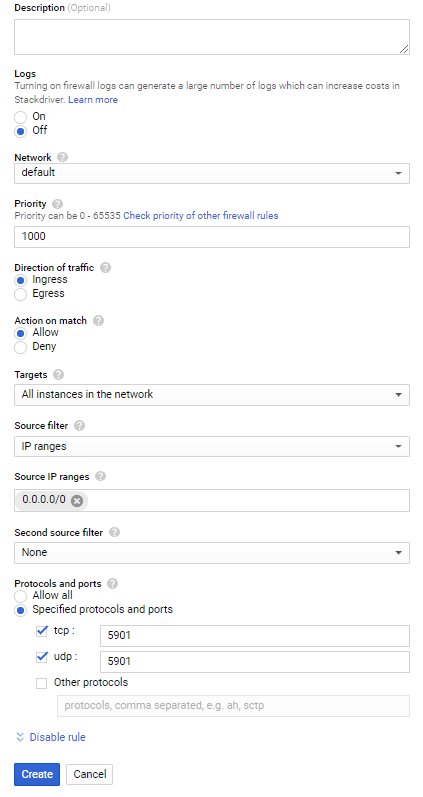 Description (Optional)
Logs
Turning on firewall logs can generate a large number of logs which can increase costs in
Stackdriver. Learn more
On
Off
Network ?
default
Priority ?
Priority can be 0 - 65535 Check priority of other firewall rules
1000
Direction of traffic ?
Ingress
Egress
Action on match ?
Allow
Deny
Targets ?
All instances in the network
Source filter ?
IP ranges
Source IP ranges ?
0.0.0.0/0
Second source filter ?
None
Protocols and ports ?
Allow all
Specified protocols and ports
tcp : 5901
udp : 5901
Other protocols
protocols, comma separated, e.g. ah, sctp
Disable rule
Create Cancel